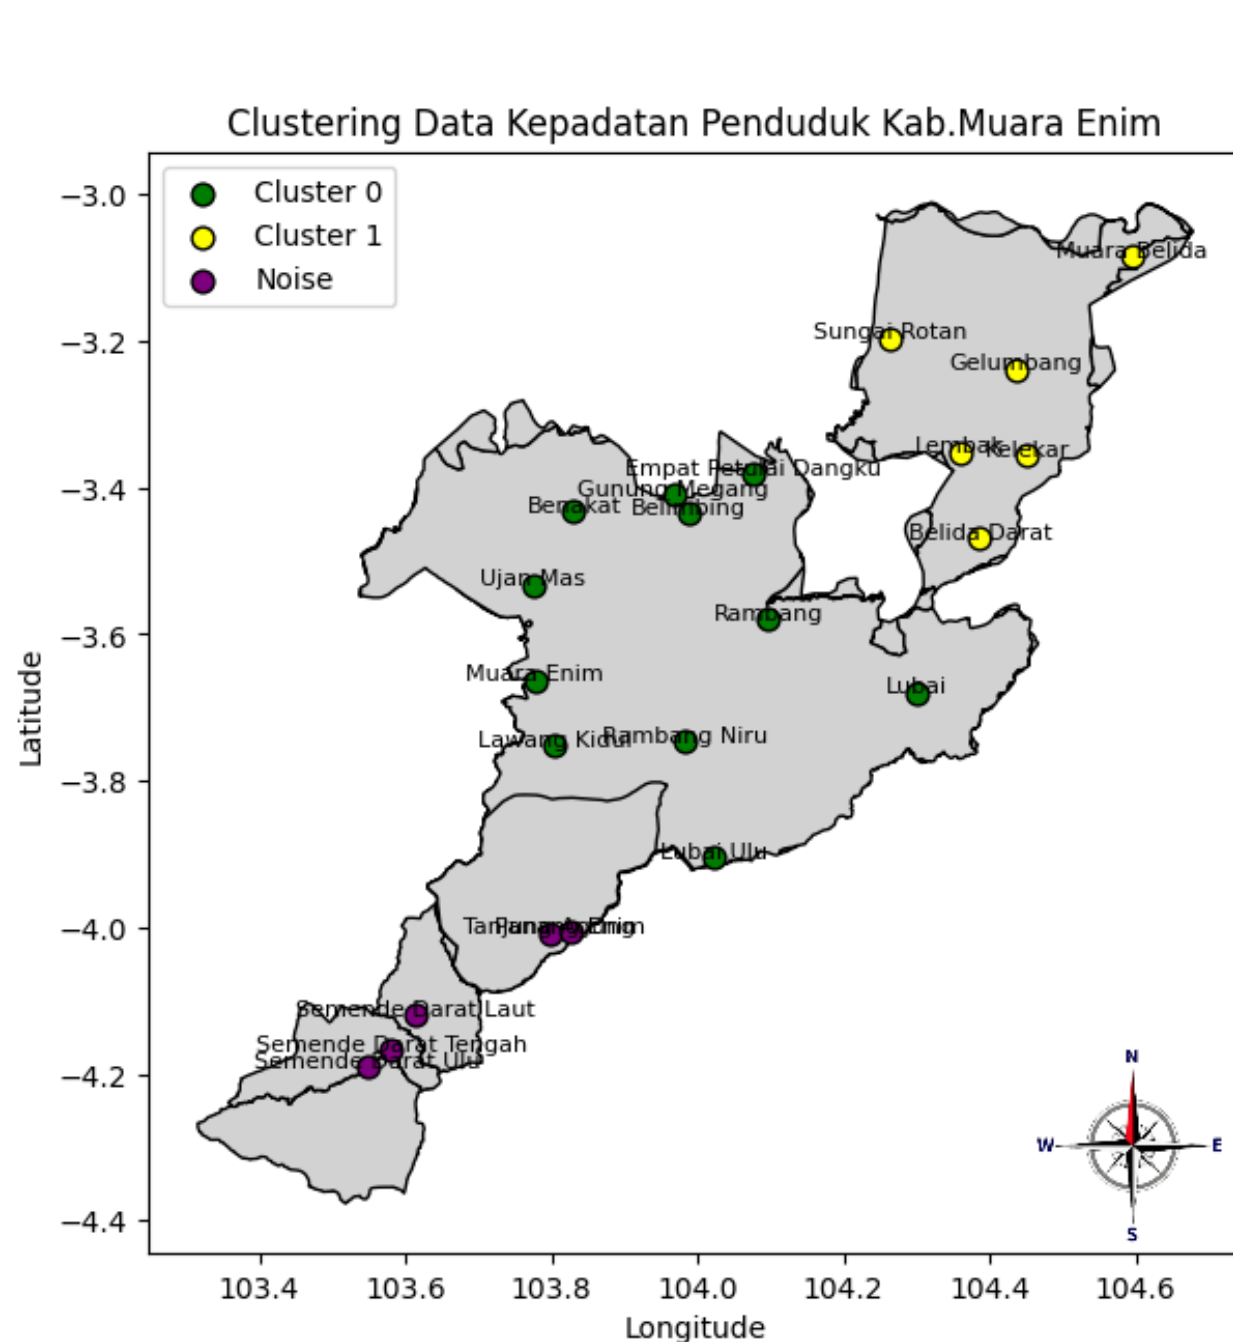 Clustering Data Kepadatan Penduduk Kab.Muara Enim
Cluster 0
Cluster 1
Noise
−3.0
−3.2
−3.4
−3.6
−3.8
−4.0
−4.2
−4.4
Latitude
Muara Belida
Sungai Rotan
Gelumbang
Lembak
Kelekar
Empat Petulai Dangku
Gunung Megang
Benakat
Belimbing
Belida Darat
Ujan Mas
Rambang
Muara Enim
Lubai
Lawang Kidul
Rambang Niru
Lubai Ulu
Tanjung Agung
Panang Enim
Semende Darat Laut
Semende Darat Tengah
Semende Darat Ulu
N
W
E
S
103.4
103.6
103.8
104.0
104.2
104.4
104.6
Longitude